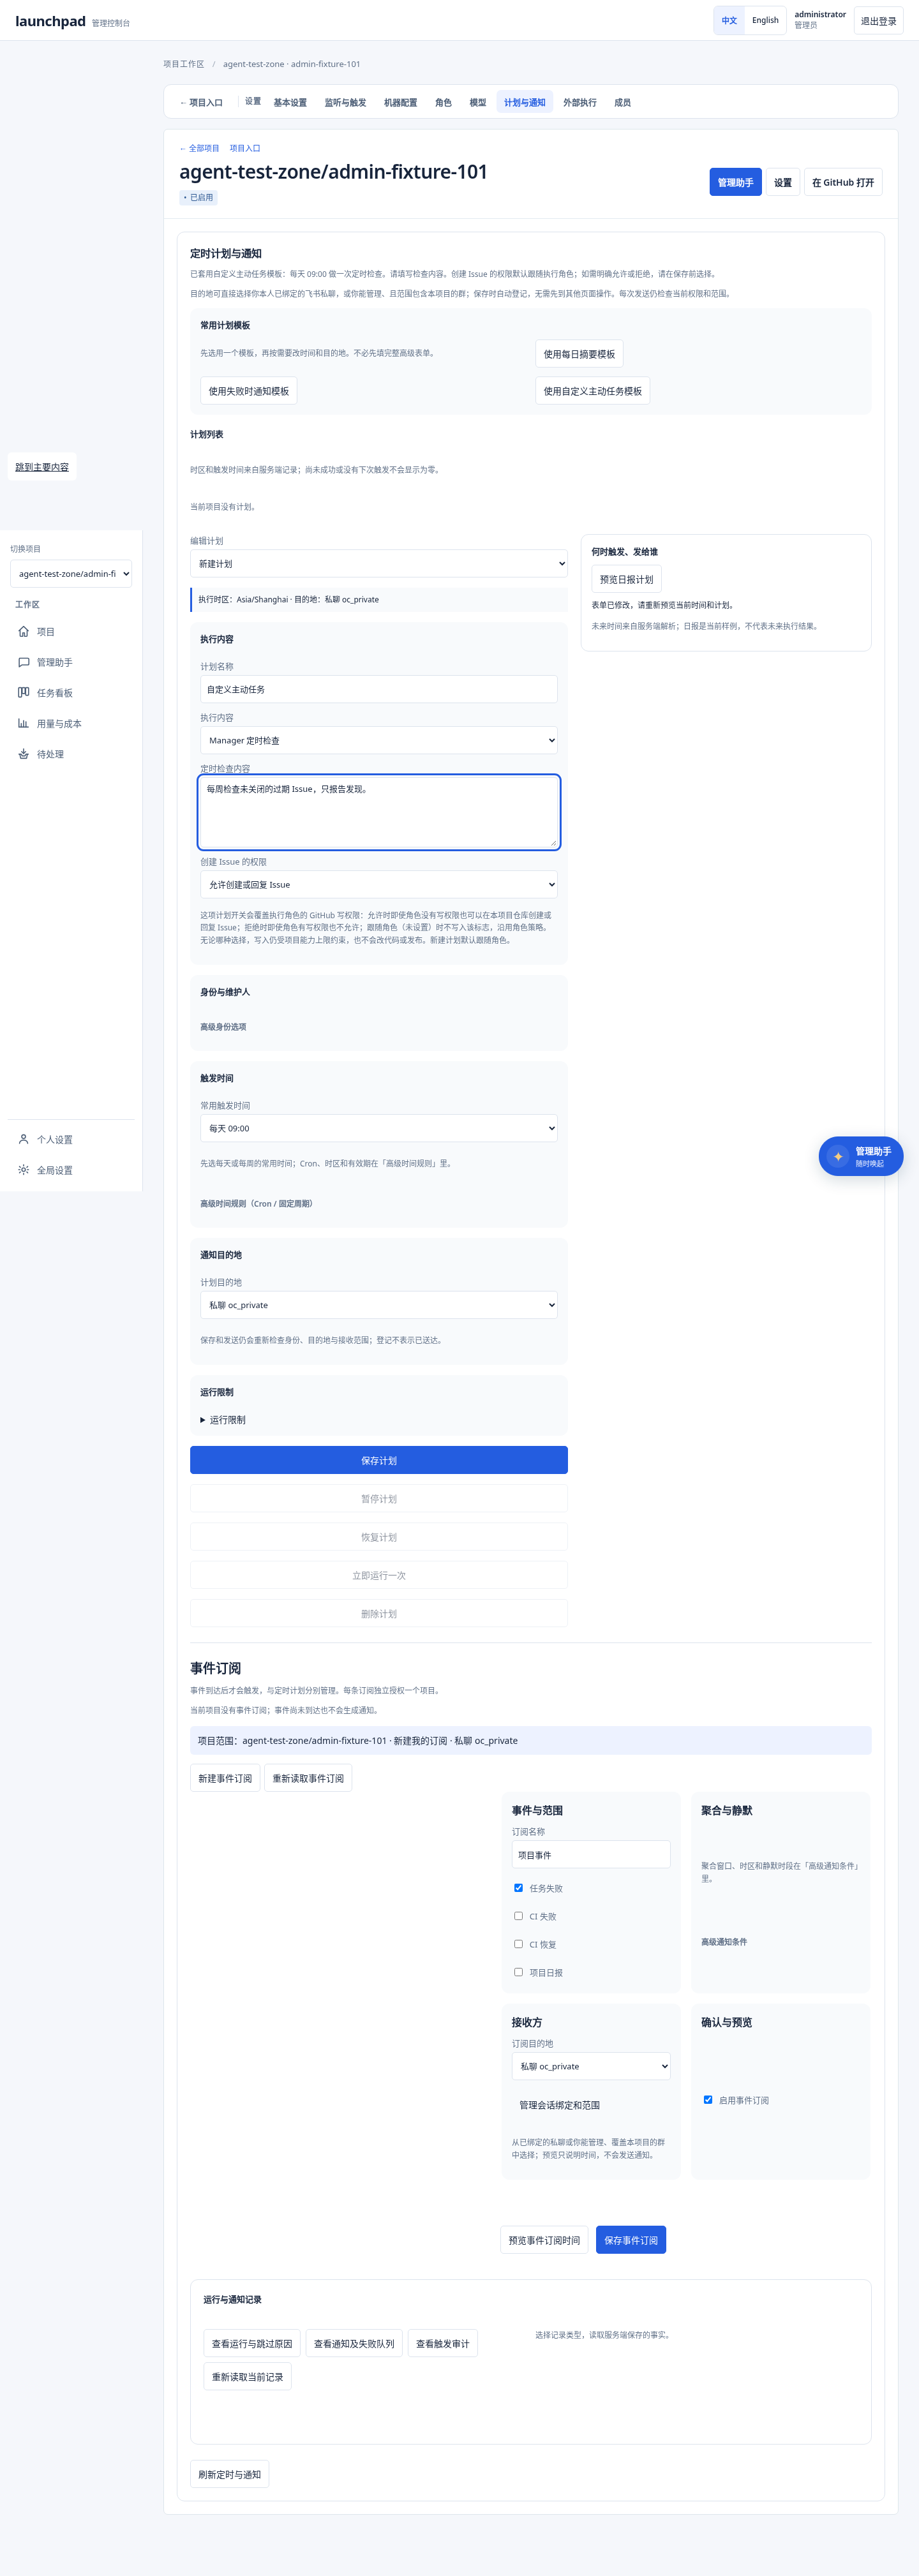 launchpad 管理控制台
中文 English administrator 管理员 退出登录
项目工作区 / agent-test-zone · admin-fixture-101
← 项目入口 设置 基本设置 监听与触发 机器配置 角色 模型 计划与通知 外部执行 成员
← 全部项目 项目入口
agent-test-zone/admin-fixture-101
• 已启用
管理助手 设置 在 GitHub 打开
定时计划与通知
已套用自定义主动任务模板：每天 09:00 做一次定时检查。请填写检查内容。创建 Issue 的权限默认跟随执行角色；如需明确允许或拒绝，请在保存前选择。
目的地可直接选择你本人已绑定的飞书私聊，或你能管理、且范围包含本项目的群；保存时自动登记，无需先到其他页面操作。每次发送仍检查当前权限和范围。
常用计划模板
先选用一个模板，再按需要改时间和目的地。不必先填完整高级表单。
使用每日摘要模板
使用失败时通知模板
使用自定义主动任务模板
计划列表
跳到主要内容
时区和触发时间来自服务端记录；尚未成功或没有下次触发不会显示为零。
当前项目没有计划。
切换项目
agent-test-zone/admin-fi
工作区
项目
管理助手
任务看板
用量与成本
待处理
个人设置
全局设置
编辑计划
新建计划
执行时区：Asia/Shanghai · 目的地：私聊 oc_private
何时触发、发给谁
预览日报计划
表单已修改，请重新预览当前时间和计划。
未来时间来自服务端解析；日报是当前样例，不代表未来执行结果。
执行内容
计划名称
自定义主动任务
执行内容
Manager 定时检查
定时检查内容
每周检查未关闭的过期 Issue，只报告发现。
创建 Issue 的权限
允许创建或回复 Issue
这项计划开关会覆盖执行角色的 GitHub 写权限：允许时即使角色没有写权限也可以在本项目仓库创建或
回复 Issue；拒绝时即使角色有写权限也不允许；跟随角色（未设置）时不写入该标志，沿用角色策略。
无论哪种选择，写入仍受项目能力上限约束，也不会改代码或发布。新建计划默认跟随角色。
身份与维护人
高级身份选项
触发时间
常用触发时间
每天 09:00
先选每天或每周的常用时间；Cron、时区和有效期在「高级时间规则」里。
高级时间规则（Cron / 固定周期）
管理助手
随时唤起
通知目的地
计划目的地
私聊 oc_private
保存和发送仍会重新检查身份、目的地与接收范围；登记不表示已送达。
运行限制
运行限制
保存计划
暂停计划
恢复计划
立即运行一次
删除计划
事件订阅
事件到达后才会触发，与定时计划分别管理。每条订阅独立授权一个项目。
当前项目没有事件订阅；事件尚未到达也不会生成通知。
项目范围：agent-test-zone/admin-fixture-101 · 新建我的订阅 · 私聊 oc_private
新建事件订阅 重新读取事件订阅
事件与范围
订阅名称
项目事件
任务失败
CI 失败
CI 恢复
项目日报
聚合与静默
聚合窗口、时区和静默时段在「高级通知条件」
里。
高级通知条件
接收方
订阅目的地
私聊 oc_private
管理会话绑定和范围
从已绑定的私聊或你能管理、覆盖本项目的群
中选择；预览只说明时间，不会发送通知。
确认与预览
启用事件订阅
预览事件订阅时间 保存事件订阅
运行与通知记录
查看运行与跳过原因 查看通知及失败队列 查看触发审计
重新读取当前记录
选择记录类型，读取服务端保存的事实。
刷新定时与通知